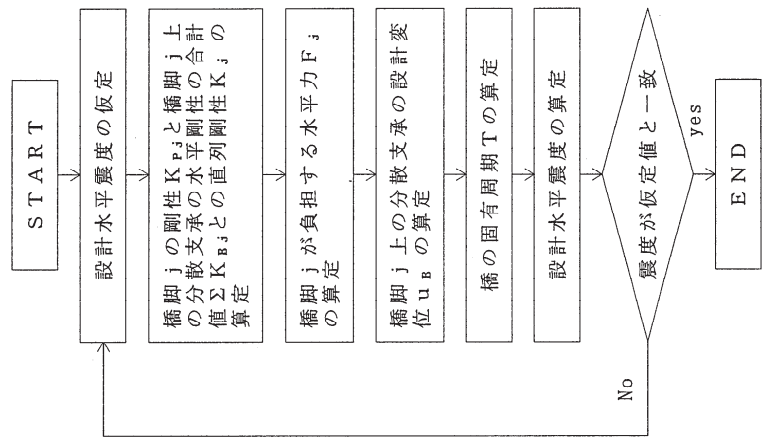 START
設計水平震度の仮定
橋脚jの剛性KPjと橋脚j上
の分散支承の水平剛性の合計
値ΣKBjとの直列剛性Kjの
算定
橋脚jが負担する水平力Fj
の算定
橋脚j上の分散支承の設計変
位uBの算定
橋の固有周期Tの算定
設計水平震度の算定
震度が仮定値と一致
No
yes
END